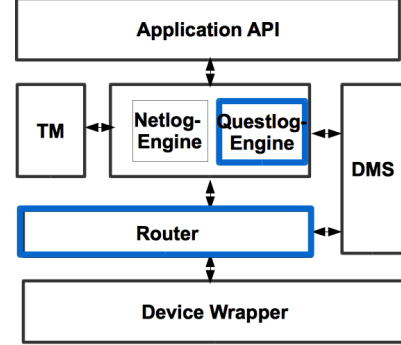 Application API
TM
Netlog-
Engine
Questlog-
Engine
DMS
Router
Device Wrapper